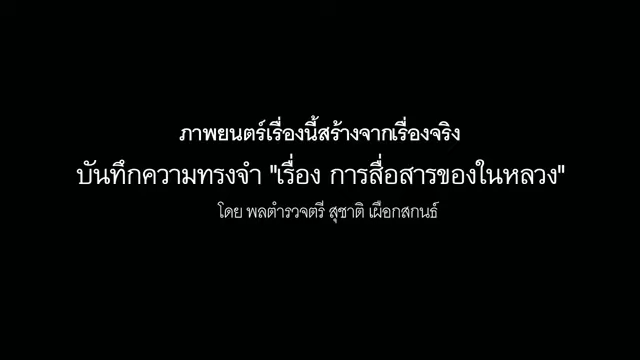 ภาพยนตร์เรื่องนี้สร้างจากเรื่องจริง
บันทึกความทรงจำ "เรื่อง การสื่อสารของในหลวง"
โดย พลตำรวจตรี สุชาติ เผือกสกนธ์